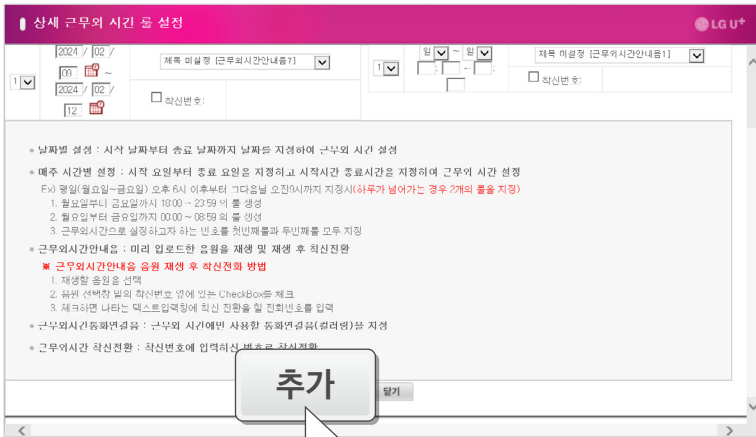 상세 근무외 시간 룰 설정
LG U+
2024 / 02 /
09 ~
2024 / 02 /
12
1
제목 미설정 [근무외시간안내음7]
착신번호:
1
일 ~ 일
: ~ :
제목 미설정 [근무외시간안내음1]
착신번호:
날짜별 설정 : 시작 날짜부터 종료 날짜까지 날짜를 지정하여 근무외 시간 설정
매주 시간별 설정 : 시작 요일부터 종료 요일을 지정하고 시작시간 종료시간을 지정하여 근무외 시간 설정
Ex) 평일(월요일~금요일) 오후 6시 이후부터 그다음날 오전9시까지 지정시(하루가 넘어가는 경우 2개의 룰을 지정)
1. 월요일부터 금요일까지 18:00 ~ 23:59 의 룰 생성
2. 월요일부터 금요일까지 00:00 ~ 08:59 의 룰 생성
3. 근무외시간으로 설정하고자 하는 번호를 첫번째룰과 두번째룰 모두 지정
근무외시간안내음 : 미리 업로드한 음원을 재생 및 재생 후 착신전환
※ 근무외시간안내음 음원 재생 후 착신전화 방법
1. 재생할 음원을 선택
2. 음원 선택창 밑의 착신번호 옆에 있는 CheckBox를 체크
3. 체크하면 나타는 텍스트입력창에 착신 전환을 할 전화번호를 입력
근무외시간통화연결음 : 근무외 시간에만 사용할 통화연결음(컬러링)을 지정
근무외시간 착신전환 : 착신번호에 입력하신 번호로 착신전환
추가
닫기